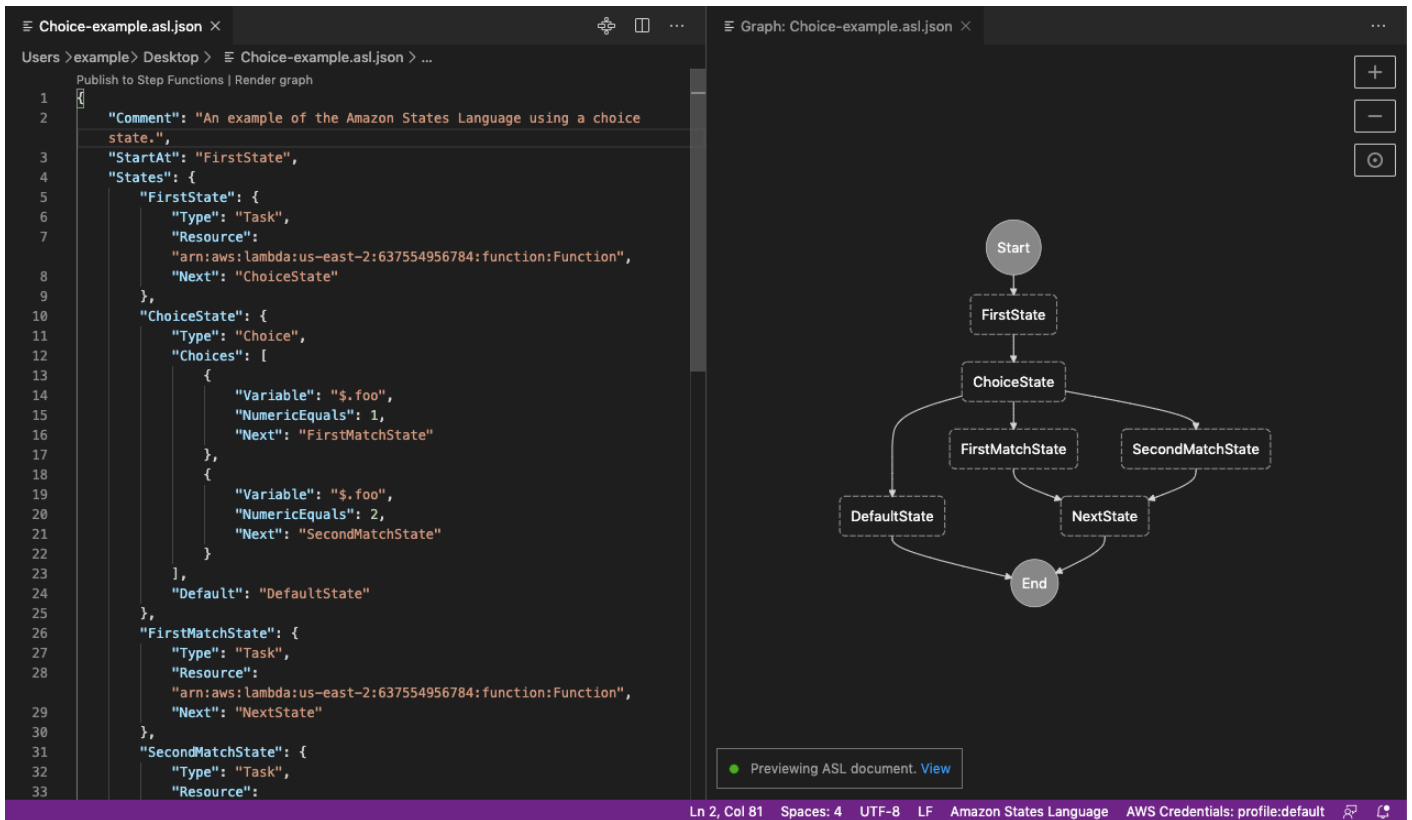 Choice-example.asl.json
Users > example > Desktop > Choice-example.asl.json > ...
Publish to Step Functions | Render graph
1 {
2 "Comment": "An example of the Amazon States Language using a choice
state.",
3 "StartAt": "FirstState",
4 "States": {
5 "FirstState": {
6 "Type": "Task",
7 "Resource":
"arn:aws:lambda:us-east-2:637554956784:function:Function",
8 "Next": "ChoiceState"
9 },
10 "ChoiceState": {
11 "Type": "Choice",
12 "Choices": [
13 {
14 "Variable": "$.foo",
15 "NumericEquals": 1,
16 "Next": "FirstMatchState"
17 },
18 {
19 "Variable": "$.foo",
20 "NumericEquals": 2,
21 "Next": "SecondMatchState"
22 }
23 ],
24 "Default": "DefaultState"
25 },
26 "FirstMatchState": {
27 "Type": "Task",
28 "Resource":
"arn:aws:lambda:us-east-2:637554956784:function:Function",
29 "Next": "NextState"
30 },
31 "SecondMatchState": {
32 "Type": "Task",
33 "Resource":
Graph: Choice-example.asl.json
Start
FirstState
ChoiceState
FirstMatchState
SecondMatchState
DefaultState
NextState
End
Previewing ASL document. View
Ln 2, Col 81 Spaces: 4 UTF-8 LF Amazon States Language AWS Credentials: profile:default